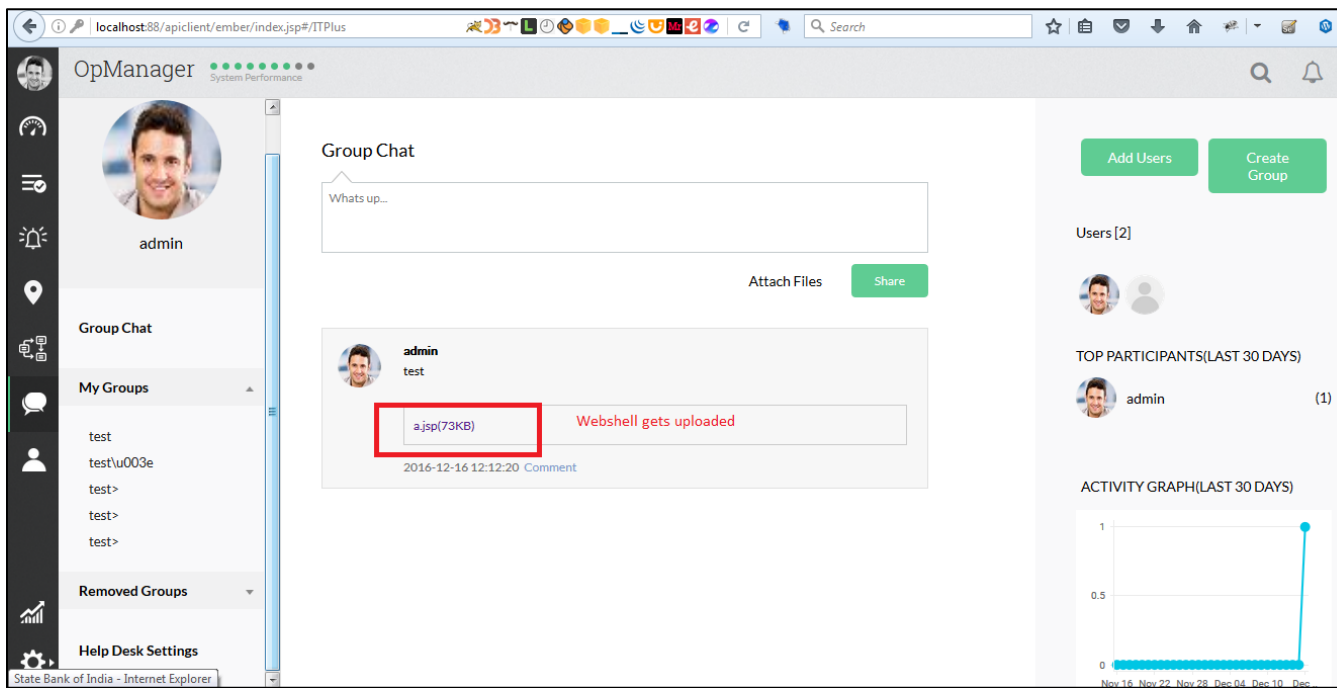 localhost:88/apiclient/ember/index.jsp#/ITPlus
Search
OpManager
System Performance
admin
Group Chat
My Groups
test
test\u003e
test>
test>
test>
Removed Groups
Help Desk Settings
State Bank of India - Internet Explorer
Group Chat
Whats up...
Attach Files
Share
admin
test
a.jsp(73KB)
Webshell gets uploaded
2016-12-16 12:12:20 Comment
Add Users
Create
Group
Users [2]
TOP PARTICIPANTS(LAST 30 DAYS)
admin (1)
ACTIVITY GRAPH(LAST 30 DAYS)
1
0.5
0
Nov 16 Nov 22 Nov 28 Dec 04 Dec 10 Dec ..